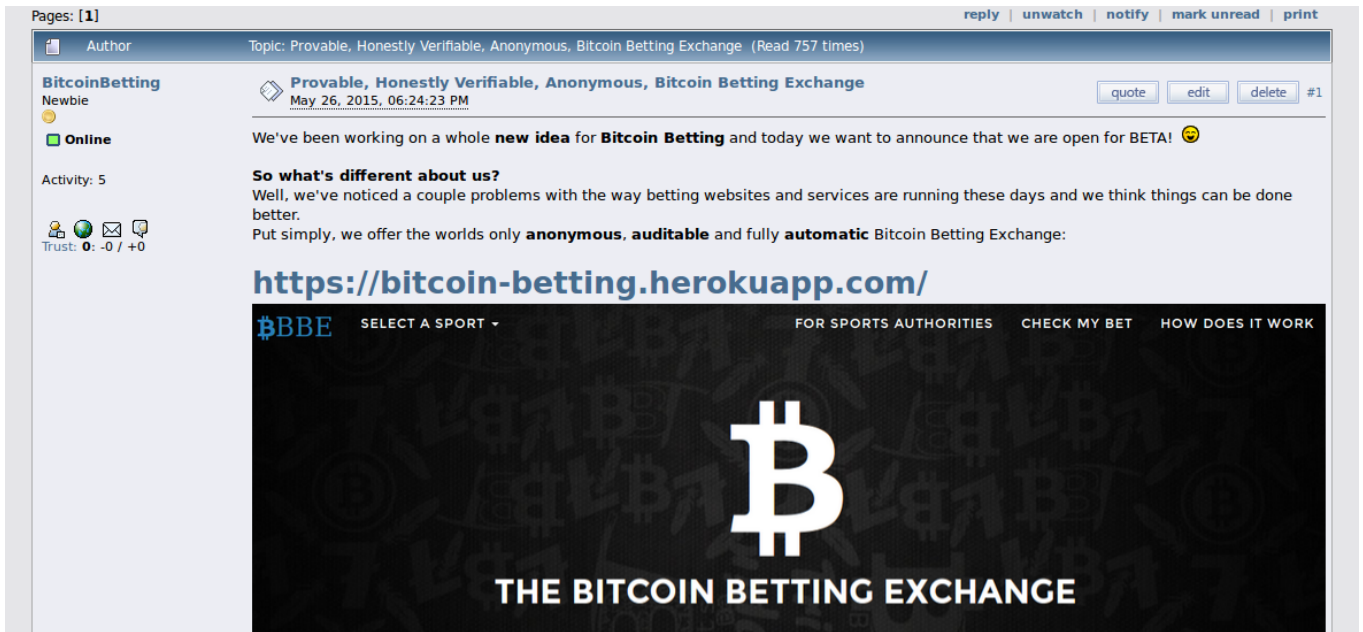 Pages: [1] reply | unwatch | notify | mark unread | print
Author Topic: Provable, Honestly Verifiable, Anonymous, Bitcoin Betting Exchange (Read 757 times)
BitcoinBetting
Newbie
Online
Activity: 5
Trust: 0: -0 / +0
Provable, Honestly Verifiable, Anonymous, Bitcoin Betting Exchange
May 26, 2015, 06:24:23 PM
quote edit delete #1
We've been working on a whole new idea for Bitcoin Betting and today we want to announce that we are open for BETA!
So what's different about us?
Well, we've noticed a couple problems with the way betting websites and services are running these days and we think things can be done
better.
Put simply, we offer the worlds only anonymous, auditable and fully automatic Bitcoin Betting Exchange:
https://bitcoin-betting.herokuapp.com/
₿BBE SELECT A SPORT FOR SPORTS AUTHORITIES CHECK MY BET HOW DOES IT WORK
THE BITCOIN BETTING EXCHANGE